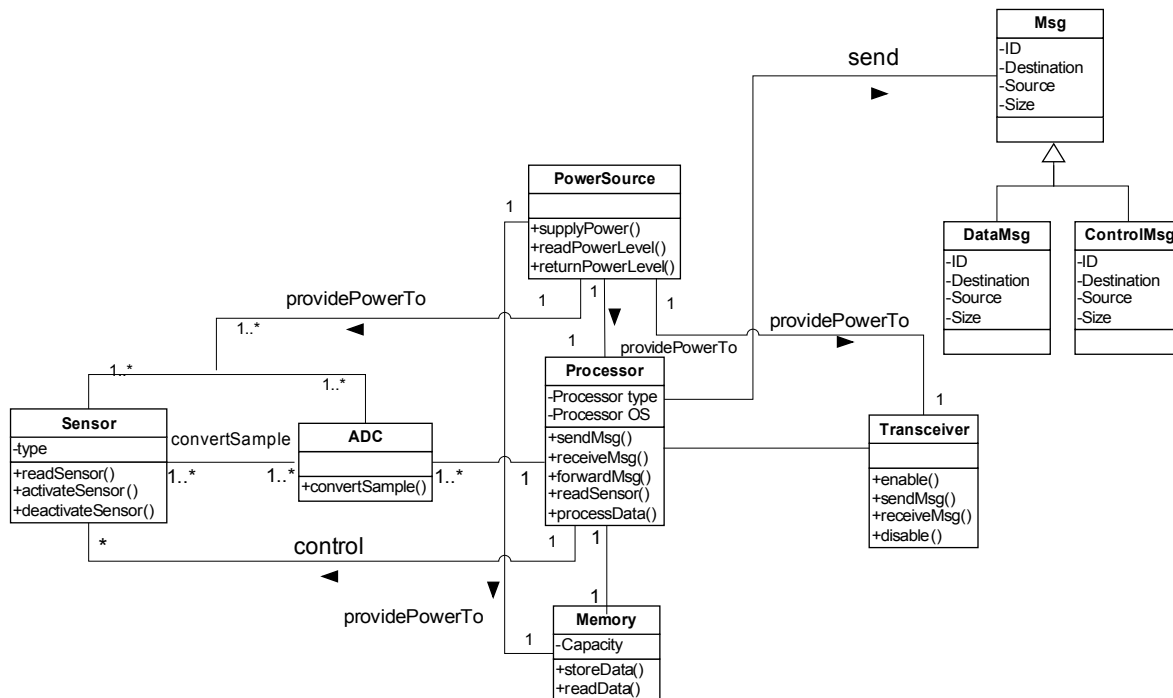 Msg
-ID
-Destination
-Source
-Size
send
PowerSource
+supplyPower()
+readPowerLevel()
+returnPowerLevel()
1
1
1
1
DataMsg
-ID
-Destination
-Source
-Size
ControlMsg
-ID
-Destination
-Source
-Size
providePowerTo
1..*
1
providePowerTo
providePowerTo
1..*
1..*
1
Processor
-Processor type
-Processor OS
+sendMsg()
+receiveMsg()
+forwardMsg()
+readSensor()
+processData()
Sensor
-type
+readSensor()
+activateSensor()
+deactivateSensor()
convertSample
1..*
1..*
ADC
+convertSample()
1..*
1
Transceiver
+enable()
+sendMsg()
+receiveMsg()
+disable()
*
control
1
1
providePowerTo
1
1
Memory
-Capacity
+storeData()
+readData()